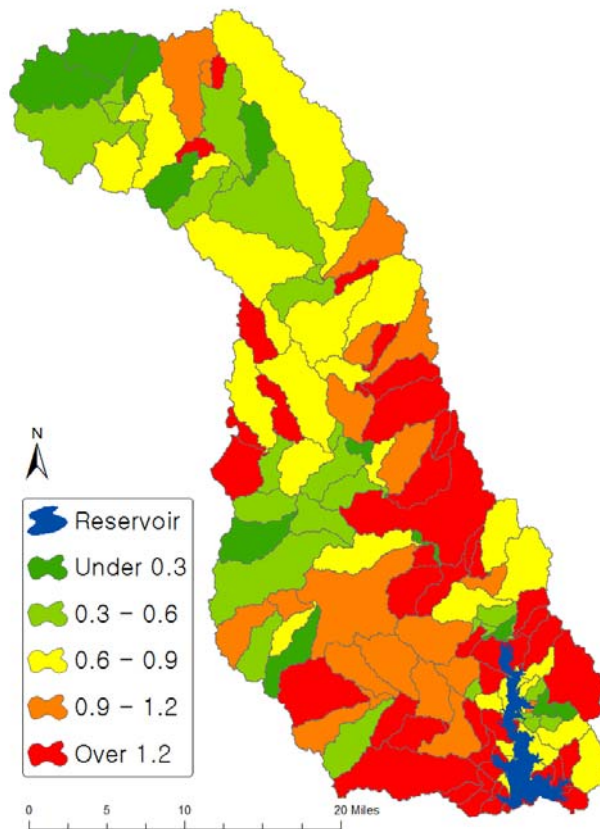 N
Reservoir
Under 0.3
0.3 - 0.6
0.6 - 0.9
0.9 - 1.2
Over 1.2
0 5 10 20 Miles